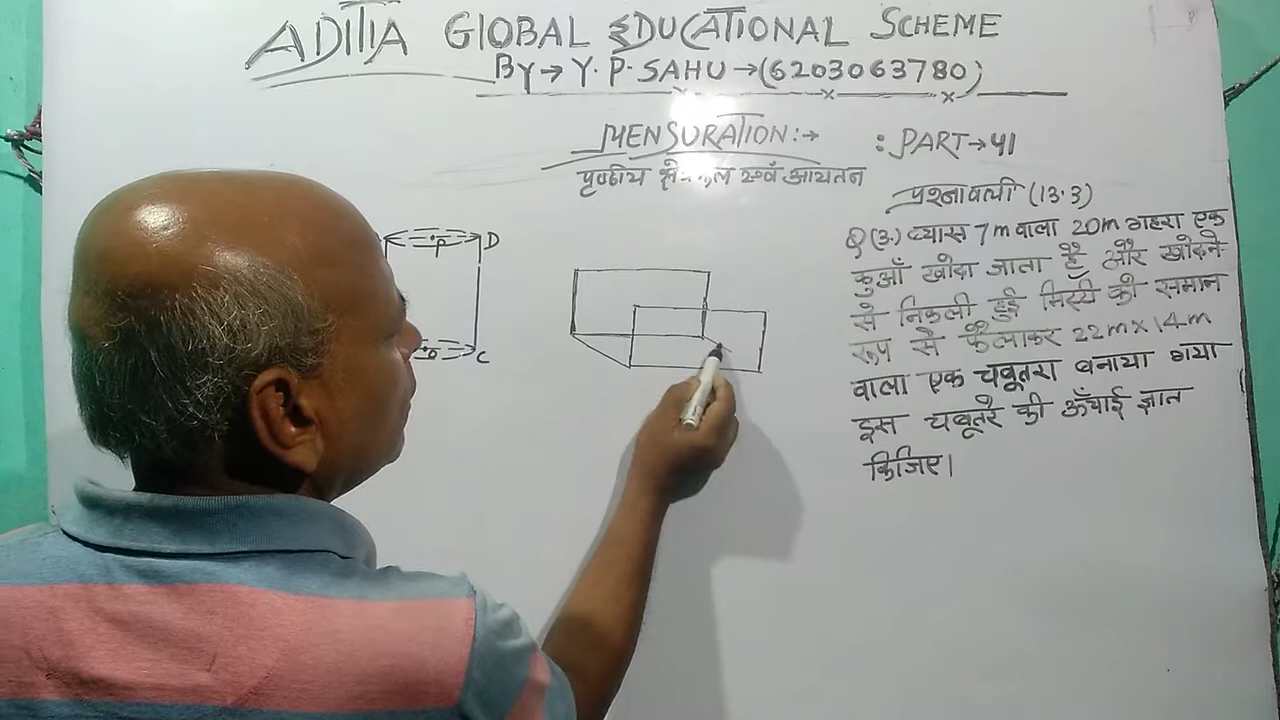 ADITIA GLOBAL EDUCATIONAL SCHEME
BY→Y.P.SAHU→(6203063780)
MENSURATION:→
:PART→41
पृष्ठीय क्षेत्रफल एवं आयतन
प्रश्नावली (13.3)
Q(3.) व्यास 7m वाला 20m गहरा एक
कुआँ खोदा जाता है और खोदने
से निकली हुई मिट्टी को समान
रूप से फैलाकर 22m×14m
वाला एक चबूतरा बनाया गया
इस चबूतरे की ऊँचाई ज्ञात
किजिए।
P D
O C